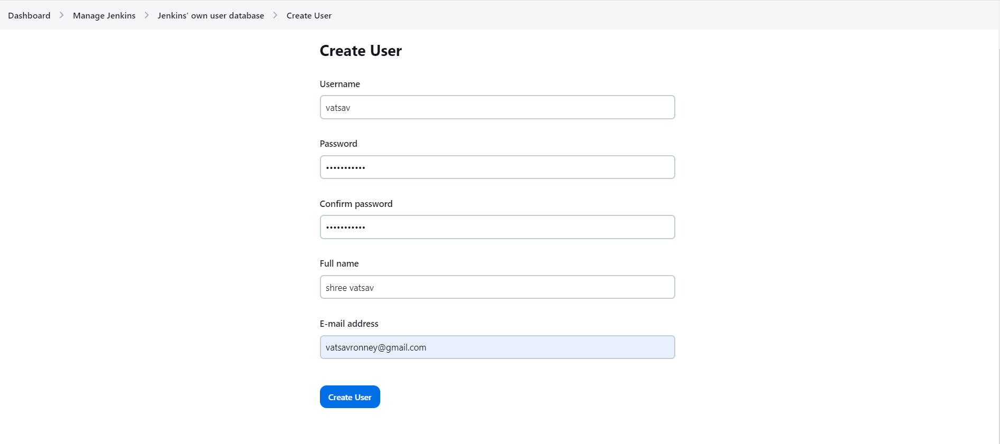 Dashboard > Manage Jenkins > Jenkins’ own user database > Create User
Create User
Username
vatsav
Password
•••••••••••
Confirm password
•••••••••••
Full name
shree vatsav
E-mail address
vatsavronney@gmail.com
Create User